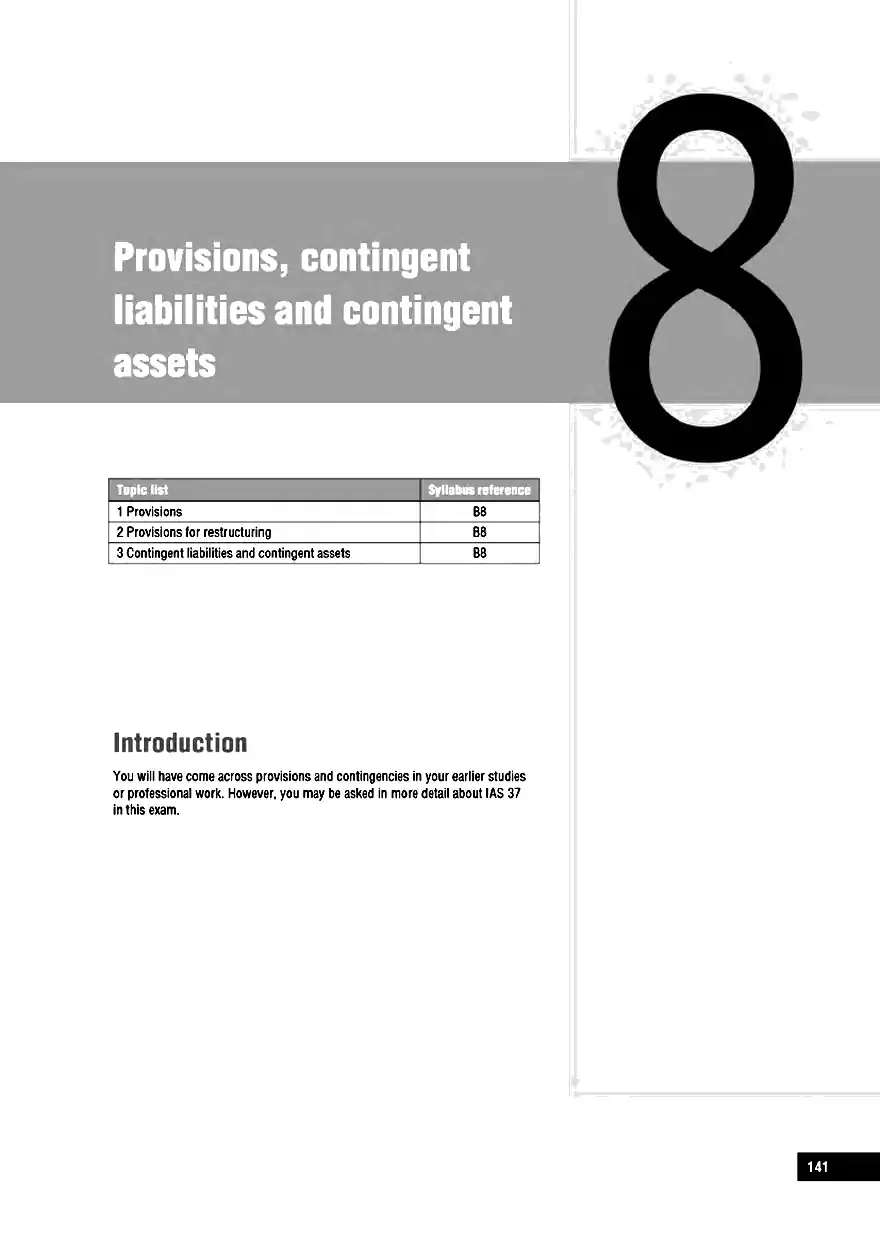 8
Provisions, contingent
liabilities and contingent
assets
Topic list Syllabus reference
1 Provisions B8
2 Provisions for restructuring B8
3 Contingent liabilities and contingent assets B8
Introduction
You will have come across provisions and contingencies in your earlier studies
or professional work. However, you may be asked in more detail about IAS 37
in this exam.
141